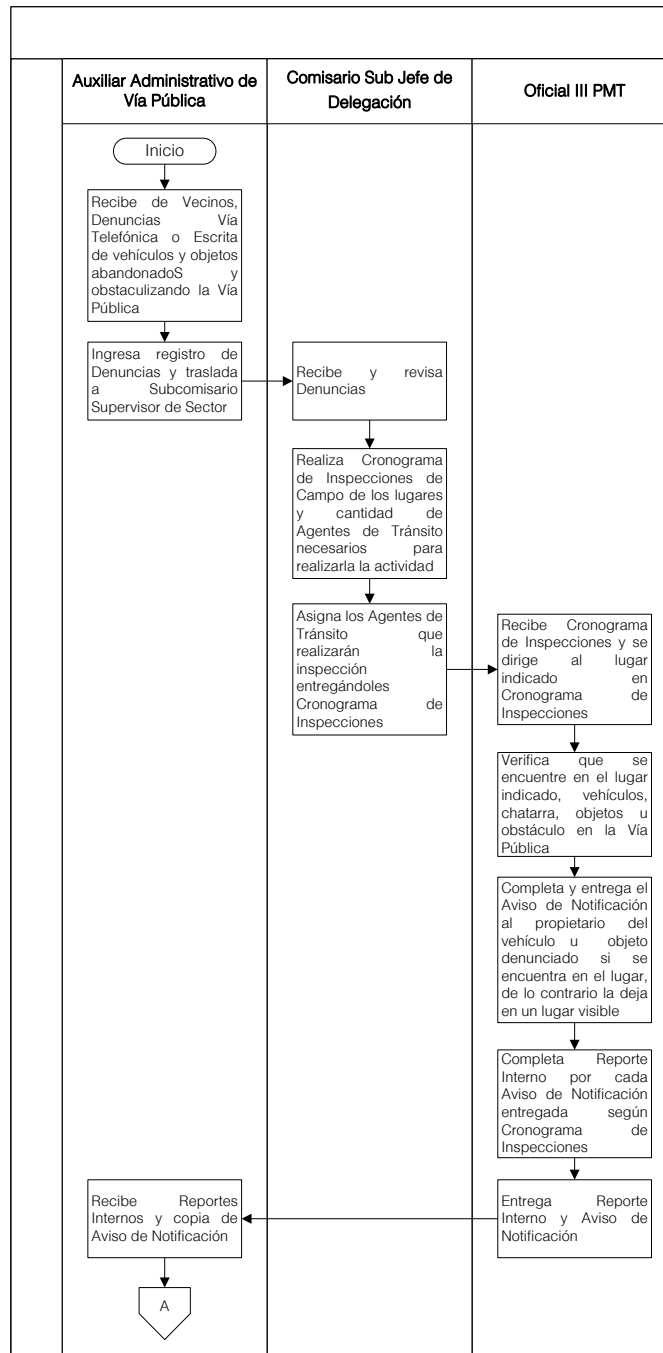 Auxiliar Administrativo de
Vía Pública
Comisario Sub Jefe de
Delegación
Oficial III PMT
Inicio
Recibe de Vecinos,
Denuncias Vía
Telefónica o Escrita
de vehículos y objetos
abandonadoS y
obstaculizando la Vía
Pública
Ingresa registro de
Denuncias y traslada
a Subcomisario
Supervisor de Sector
Recibe y revisa
Denuncias
Realiza Cronograma
de Inspecciones de
Campo de los lugares
y cantidad de
Agentes de Tránsito
necesarios para
realizarla la actividad
Asigna los Agentes de
Tránsito que
realizarán la
inspección
entregándoles
Cronograma de
Inspecciones
Recibe Cronograma
de Inspecciones y se
dirige al lugar
indicado en
Cronograma de
Inspecciones
Verifica que se
encuentre en el lugar
indicado, vehículos,
chatarra, objetos u
obstáculo en la Vía
Pública
Completa y entrega el
Aviso de Notificación
al propietario del
vehículo u objeto
denunciado si se
encuentra en el lugar,
de lo contrario la deja
en un lugar visible
Completa Reporte
Interno por cada
Aviso de Notificación
entregada según
Cronograma de
Inspecciones
Entrega Reporte
Interno y Aviso de
Notificación
Recibe Reportes
Internos y copia de
Aviso de Notificación
A